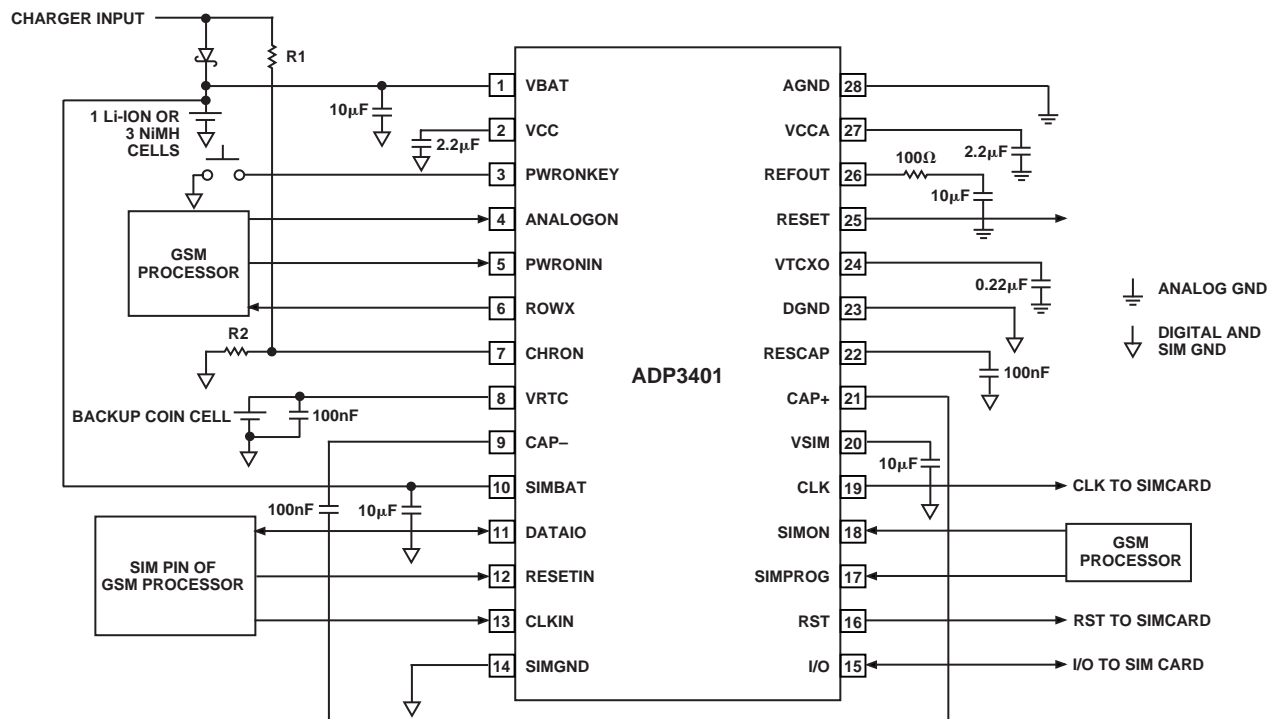 CHARGER INPUT
R1
1 Li-ION OR
3 NiMH
CELLS
10µF
2.2µF
GSM
PROCESSOR
R2
BACKUP COIN CELL
100nF
100nF
10µF
SIM PIN OF
GSM PROCESSOR
1 VBAT
2 VCC
3 PWRONKEY
4 ANALOGON
5 PWRONIN
6 ROWX
7 CHRON
8 VRTC
9 CAP–
10 SIMBAT
11 DATAIO
12 RESETIN
13 CLKIN
14 SIMGND
ADP3401
AGND 28
VCCA 27
REFOUT 26
RESET 25
VTCXO 24
DGND 23
RESCAP 22
CAP+ 21
VSIM 20
CLK 19
SIMON 18
SIMPROG 17
RST 16
I/O 15
2.2µF
100Ω
10µF
0.22µF
100nF
10µF
CLK TO SIMCARD
GSM
PROCESSOR
RST TO SIMCARD
I/O TO SIM CARD
ANALOG GND
DIGITAL AND
SIM GND